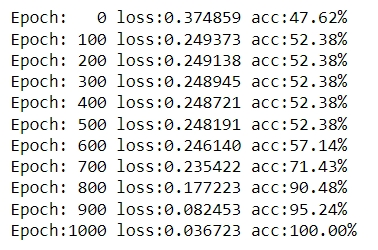 Epoch:   0 loss:0.374859 acc:47.62%
Epoch: 100 loss:0.249373 acc:52.38%
Epoch: 200 loss:0.249138 acc:52.38%
Epoch: 300 loss:0.248945 acc:52.38%
Epoch: 400 loss:0.248721 acc:52.38%
Epoch: 500 loss:0.248191 acc:52.38%
Epoch: 600 loss:0.246140 acc:57.14%
Epoch: 700 loss:0.235422 acc:71.43%
Epoch: 800 loss:0.177223 acc:90.48%
Epoch: 900 loss:0.082453 acc:95.24%
Epoch:1000 loss:0.036723 acc:100.00%